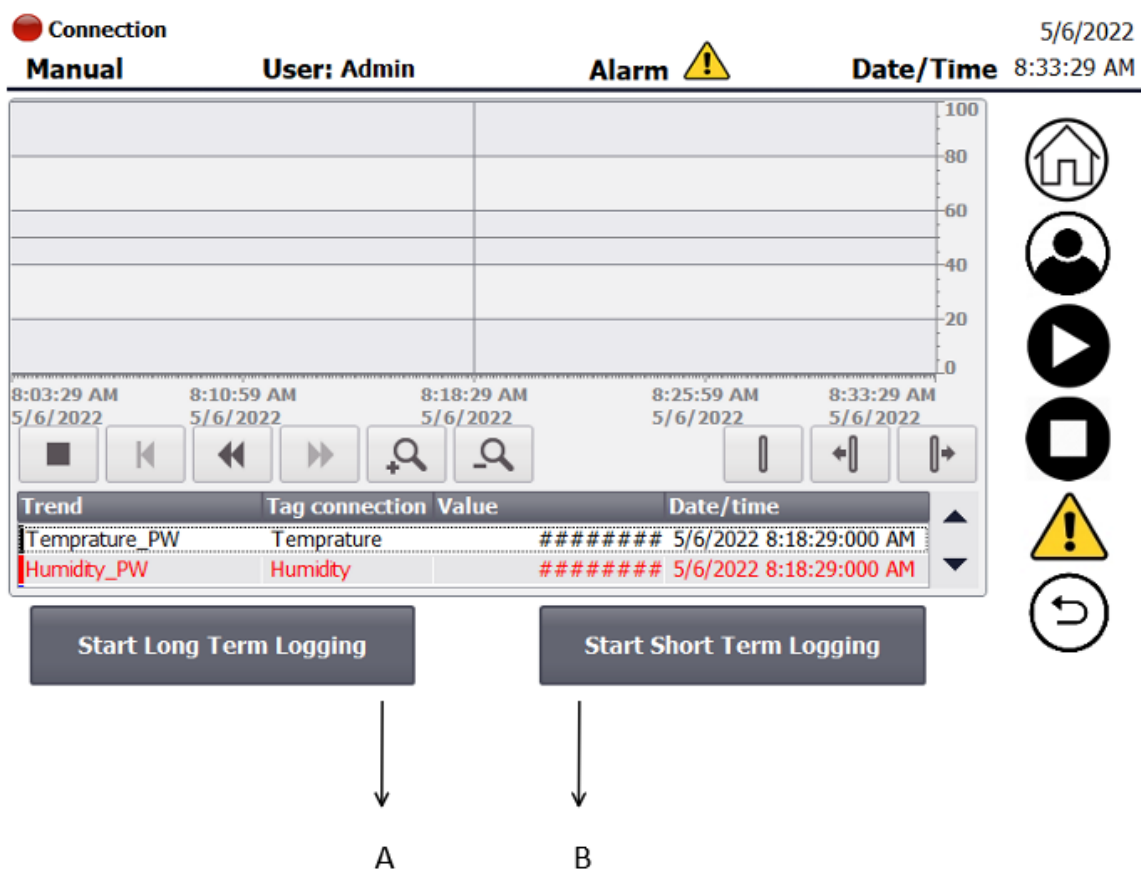 Connection
5/6/2022
Manual User: Admin Alarm Date/Time 8:33:29 AM
100
80
60
40
20
0
8:03:29 AM 8:10:59 AM 8:18:29 AM 8:25:59 AM 8:33:29 AM
5/6/2022 5/6/2022 5/6/2022 5/6/2022 5/6/2022
Trend Tag connection Value Date/time
Temprature_PW Temprature ######## 5/6/2022 8:18:29:000 AM
Humidity_PW Humidity ######## 5/6/2022 8:18:29:000 AM
Start Long Term Logging Start Short Term Logging
A B